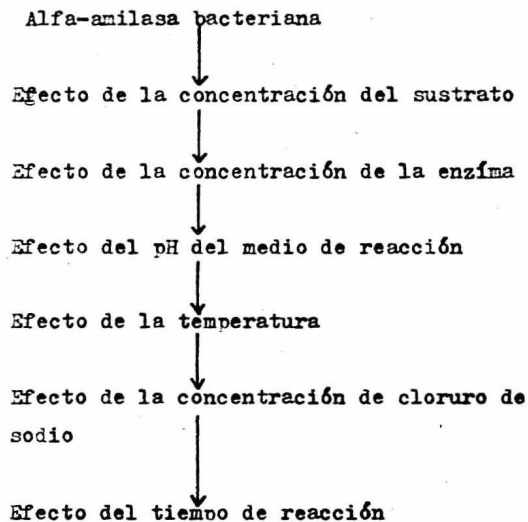 Alfa-amilasa bacteriana
Efecto de la concentración del sustrato
Efecto de la concentración de la enzíma
Efecto del pH del medio de reacción
Efecto de la temperatura
Efecto de la concentración de cloruro de
sodio
Efecto del tiempo de reacción